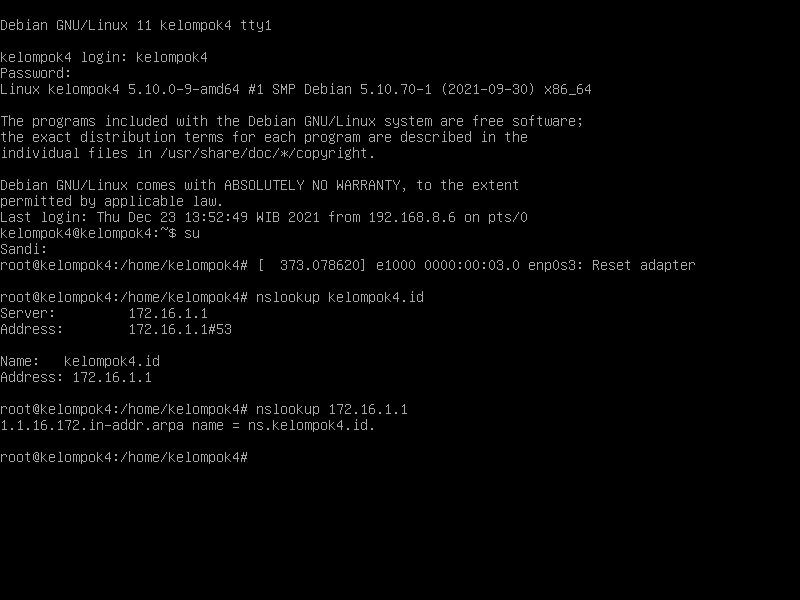 Debian GNU/Linux 11 kelompok4 tty1
kelompok4 login: kelompok4
Password:
Linux kelompok4 5.10.0-9-amd64 #1 SMP Debian 5.10.70-1 (2021-09-30) x86_64
The programs included with the Debian GNU/Linux system are free software;
the exact distribution terms for each program are described in the
individual files in /usr/share/doc/*/copyright.
Debian GNU/Linux comes with ABSOLUTELY NO WARRANTY, to the extent
permitted by applicable law.
Last login: Thu Dec 23 13:52:49 WIB 2021 from 192.168.8.6 on pts/0
kelompok4@kelompok4:~$ su
Sandi:
root@kelompok4:/home/kelompok4# [  373.078620] e1000 0000:00:03.0 enp0s3: Reset adapter
root@kelompok4:/home/kelompok4# nslookup kelompok4.id
Server:         172.16.1.1
Address:        172.16.1.1#53
Name:   kelompok4.id
Address: 172.16.1.1
root@kelompok4:/home/kelompok4# nslookup 172.16.1.1
1.1.16.172.in-addr.arpa name = ns.kelompok4.id.
root@kelompok4:/home/kelompok4#